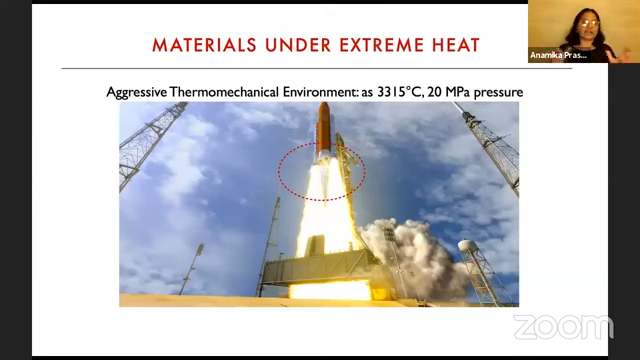 MATERIALS UNDER EXTREME HEAT
Anamika Pras...
Aggressive Thermomechanical Environment: as 3315°C, 20 MPa pressure
zoom